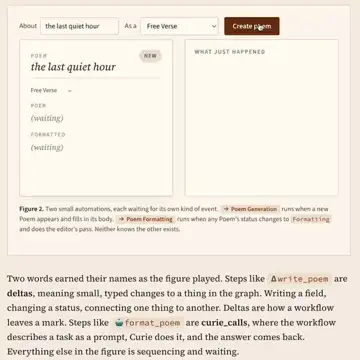 About the last quiet hour As a Free Verse Create poem
POEM NEW WHAT JUST HAPPENED
the last quiet hour
Free Verse –
POEM
(waiting)
FORMATTED
(waiting)
Figure 2. Two small automations, each waiting for its own kind of event. → Poem Generation runs when a new
Poem appears and fills in its body. → Poem Formatting runs when any Poem's status changes to Formatting
and does the editor's pass. Neither knows the other exists.
Two words earned their names as the figure played. Steps like Δwrite_poem are
deltas, meaning small, typed changes to a thing in the graph. Writing a field,
changing a status, connecting one thing to another. Deltas are how a workflow
leaves a mark. Steps like format_poem are curie_calls, where the workflow
describes a task as a prompt, Curie does it, and the answer comes back.
Everything else in the figure is sequencing and waiting.